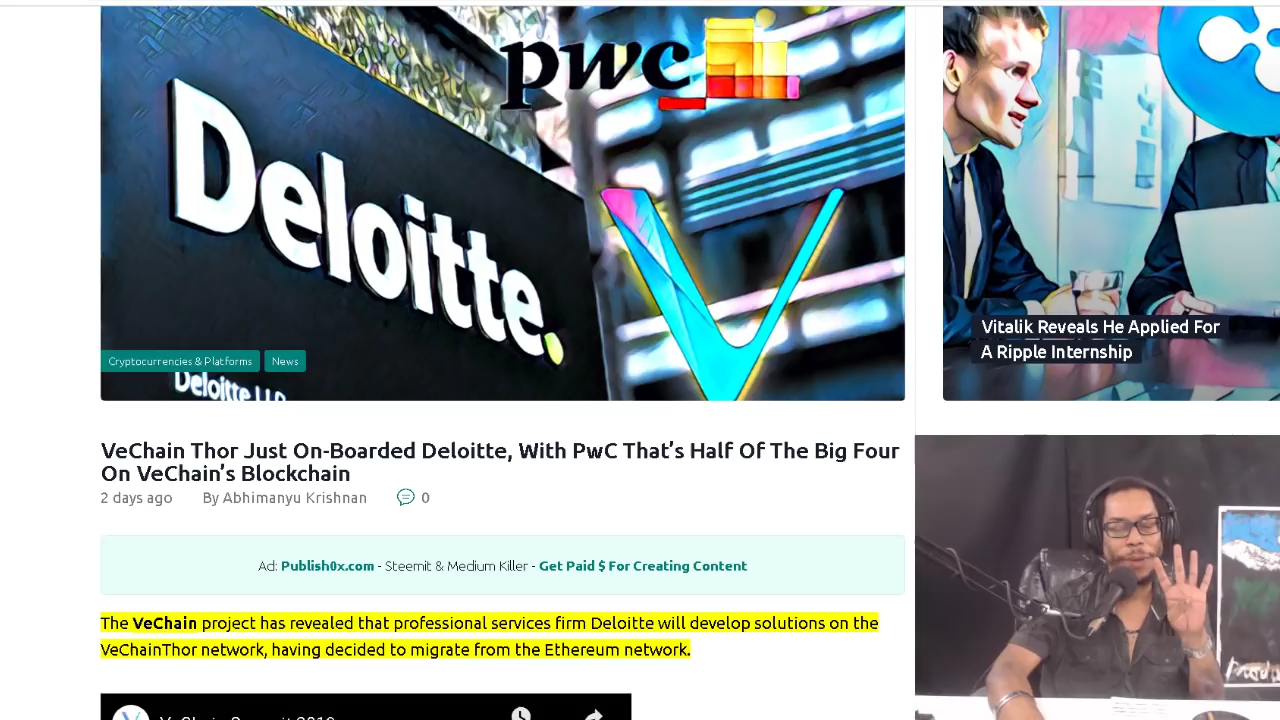 pwc
Deloitte.
Cryptocurrencies & Platforms
News
Deloitte LLP
Vitalik Reveals He Applied For
A Ripple Internship
VeChain Thor Just On-Boarded Deloitte, With PwC That's Half Of The Big Four
On VeChain's Blockchain
2 days ago By Abhimanyu Krishnan 0
Ad: Publish0x.com - Steemit & Medium Killer - Get Paid $ For Creating Content
The VeChain project has revealed that professional services firm Deloitte will develop solutions on the
VeChainThor network, having decided to migrate from the Ethereum network.
VeChain Summit 2019